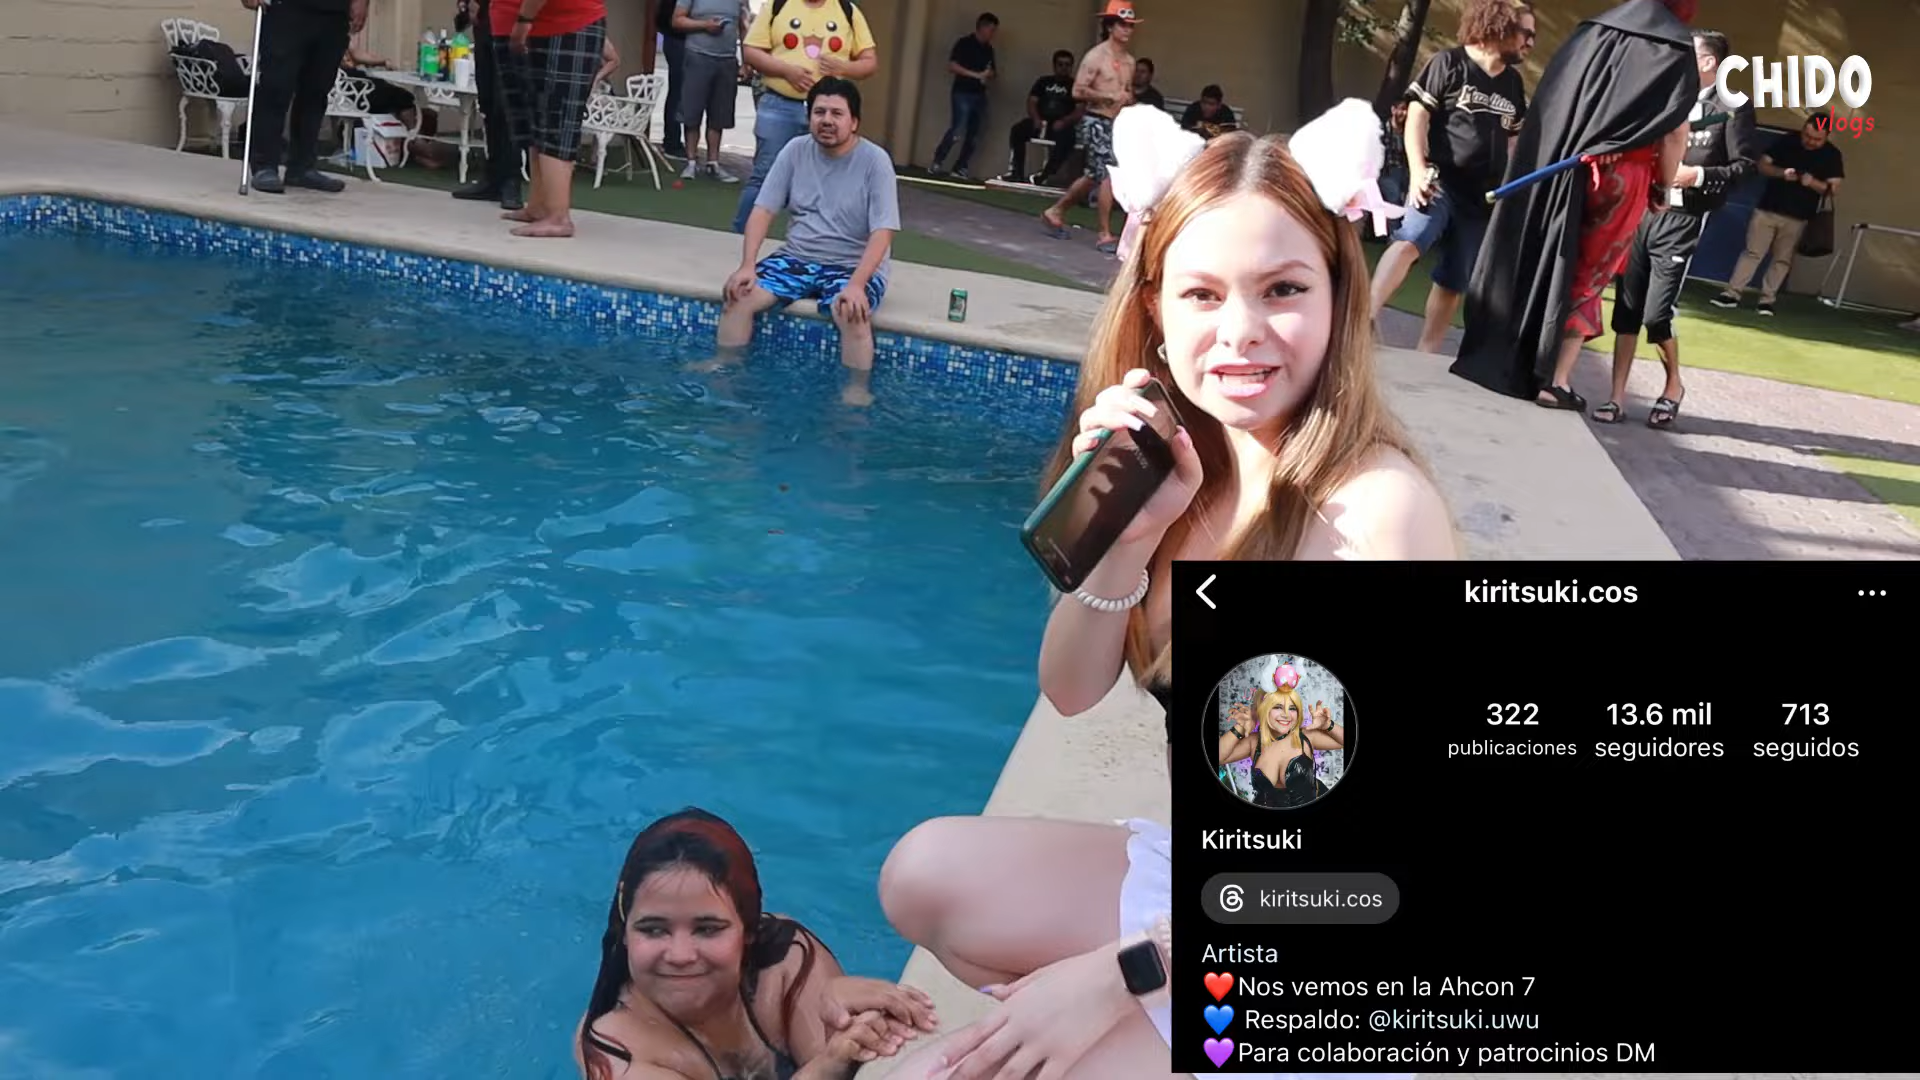 CHIDO
vlogs
kiritsuki.cos
322
publicaciones
13.6 mil
seguidores
713
seguidos
Kiritsuki
kiritsuki.cos
Artista
❤️Nos vemos en la Ahcon 7
💙 Respaldo: @kiritsuki.uwu
💜Para colaboración y patrocinios DM